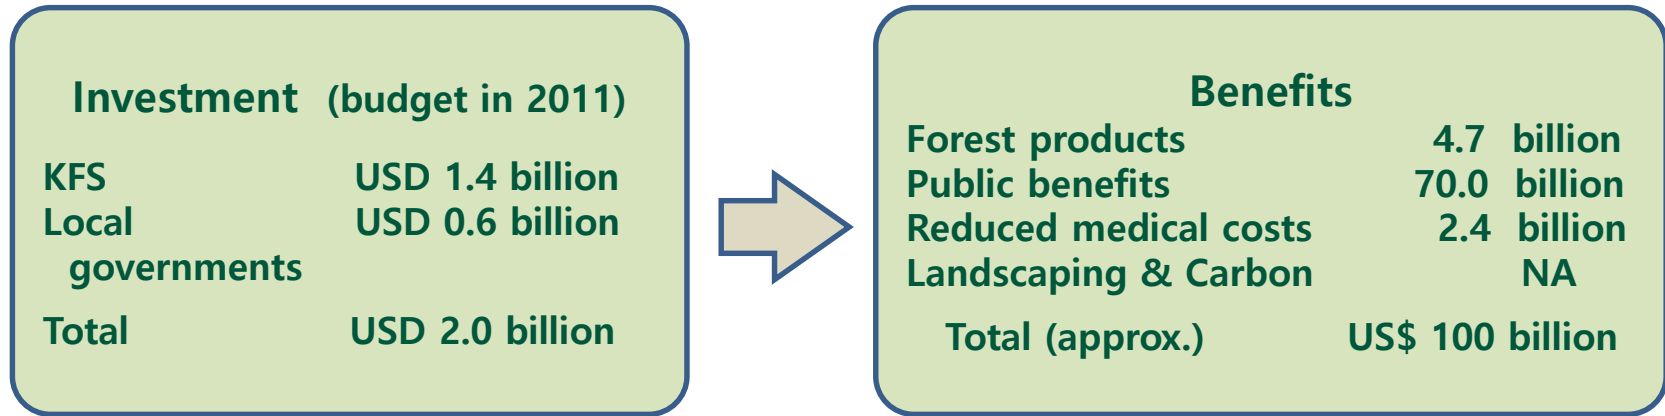 Investment (budget in 2011)
KFS USD 1.4 billion
Local USD 0.6 billion
governments
Total USD 2.0 billion
Benefits
Forest products 4.7 billion
Public benefits 70.0 billion
Reduced medical costs 2.4 billion
Landscaping & Carbon NA
Total (approx.) US$ 100 billion